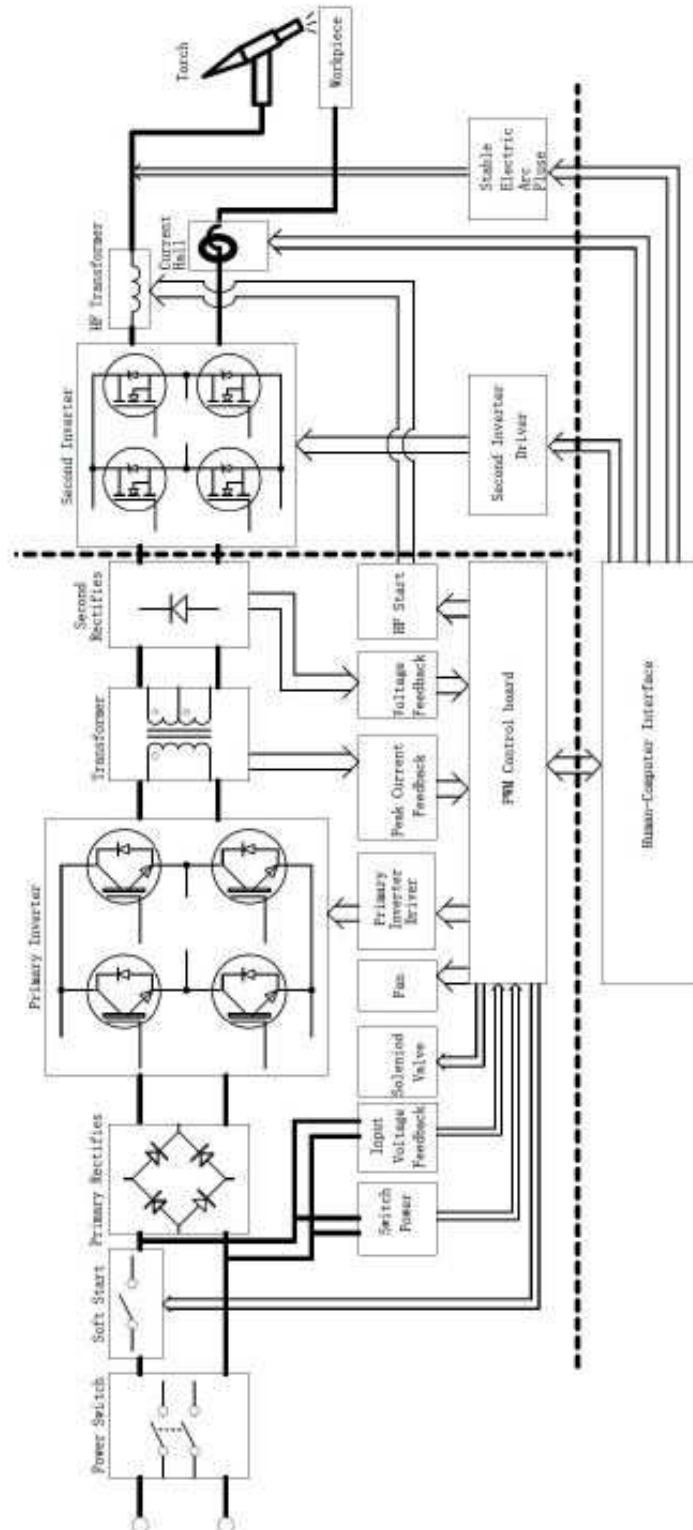 Power Switch
Soft Start
Primary Rectifies
Primary Inverter
Transformer
Second
Rectifies
Second Inverter
HF Transformer
Current
Hall
Torch
Workpiece
Switch
Power
Input
Voltage
Feedback
Soleniod
Valve
Fan
Primary
Inverter
Driver
Peak Current
Feedback
Voltage
Feedback
HF Start
PWM Control board
Second Inverter
Driver
Stable
Electric
Arc
Pluse
Human-Computer Interface